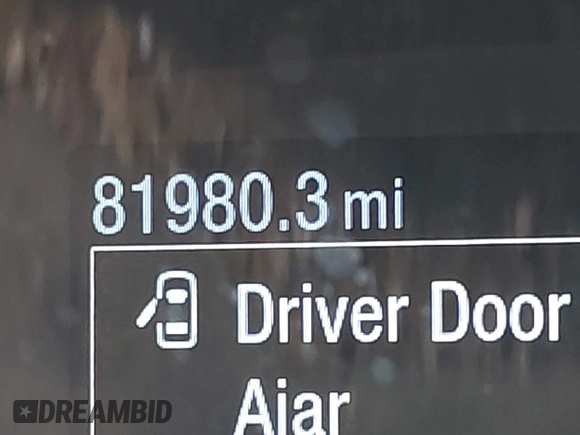 81980.3 mi
Driver Door
Ajar
DREAMBID